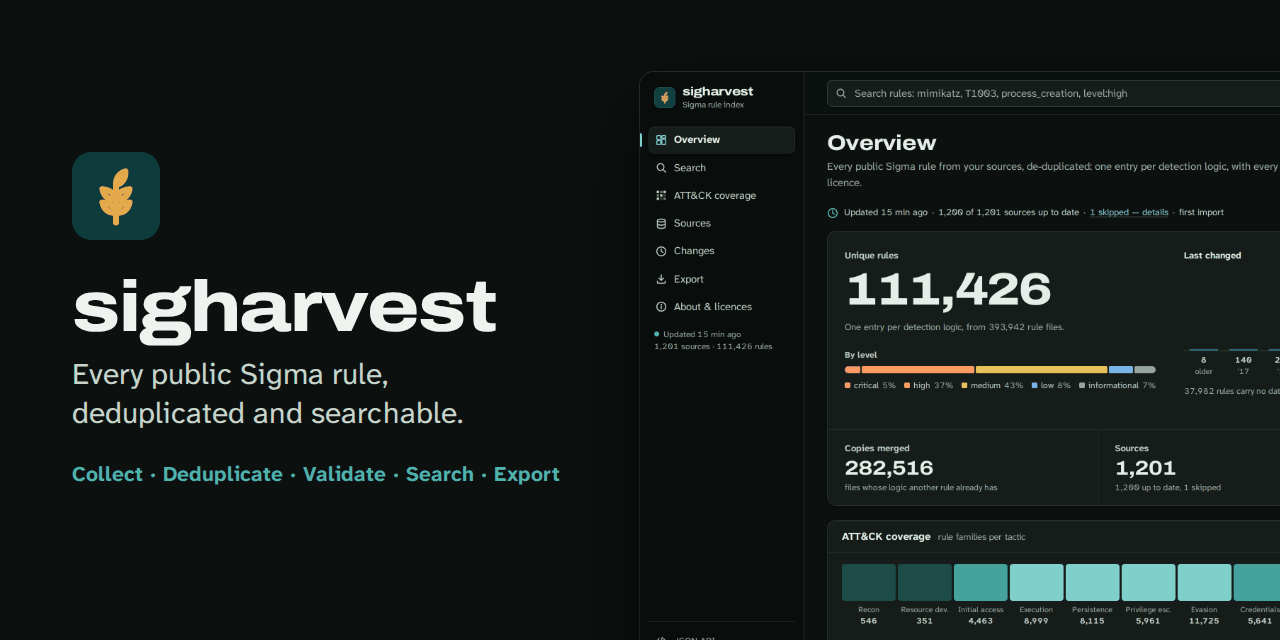 sigharvest
Every public Sigma rule,
deduplicated and searchable.
Collect · Deduplicate · Validate · Search · Export
sigharvest
Sigma rule index
Overview
Search
ATT&CK coverage
Sources
Changes
Export
About & licences
Updated 15 min ago
1,201 sources · 111,426 rules
Search rules: mimikatz, T1003, process_creation, level:high
Overview
Every public Sigma rule from your sources, de-duplicated: one entry per detection logic, with every
licence.
Updated 15 min ago · 1,200 of 1,201 sources up to date · 1 skipped — details · first import
Unique rules
111,426
One entry per detection logic, from 393,942 rule files.
By level
critical 5% high 37% medium 43% low 8% informational 7%
Last changed
8 140 2
older '17
37,982 rules carry no dat
Copies merged
282,516
files whose logic another rule already has
Sources
1,201
1,200 up to date, 1 skipped
ATT&CK coverage rule families per tactic
Recon Resource dev. Initial access Execution Persistence Privilege esc. Evasion Credentials
546 351 4,463 8,999 8,115 5,961 11,725 5,641